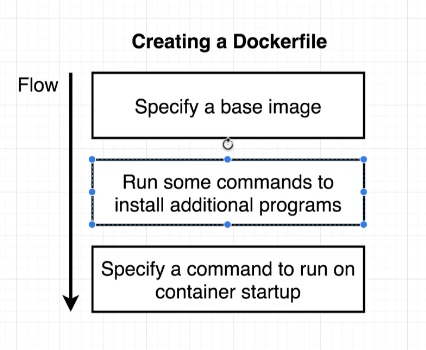 Creating a Dockerfile
Flow
Specify a base image
Run some commands to
install additional programs
Specify a command to run on
container startup